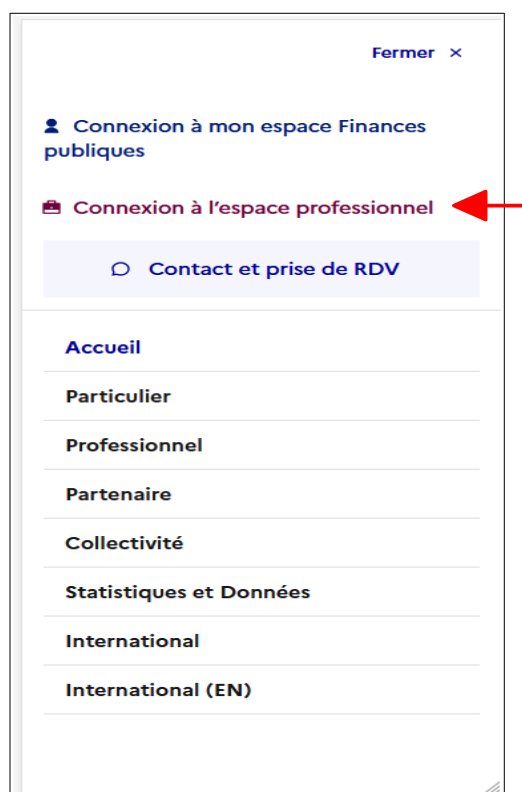 Fermer ×
Connexion à mon espace Finances
publiques
Connexion à l’espace professionnel
Contact et prise de RDV
Accueil
Particulier
Professionnel
Partenaire
Collectivité
Statistiques et Données
International
International (EN)